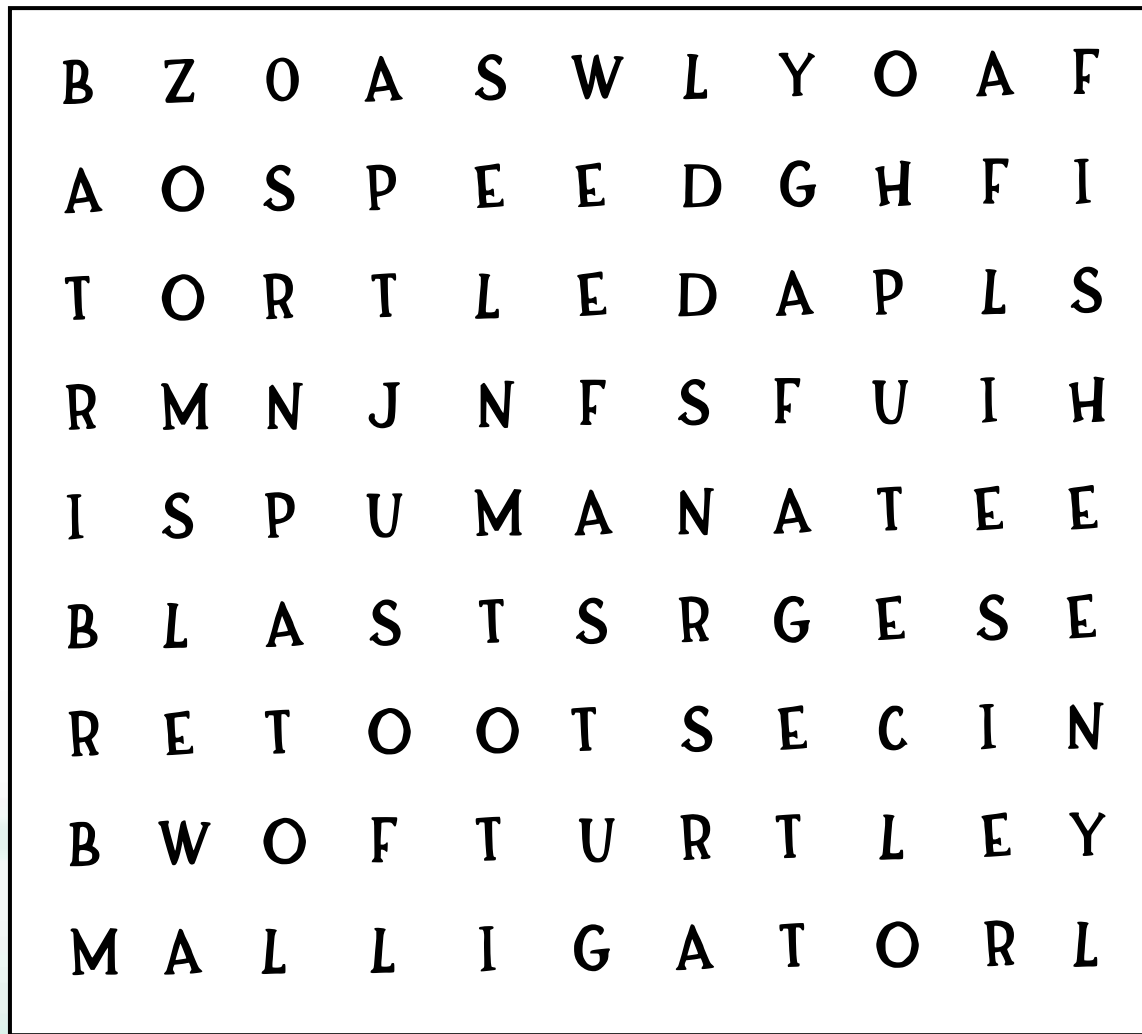 B Z O A S W L Y O A F
A O S P E E D G H F I
T O R T L E D A P L S
R M N J N F S F U I H
I S P U M A N A T E E
B L A S T S R G E S E
R E T O O T S E C I N
B W O F T U R T L E Y
M A L L I G A T O R L